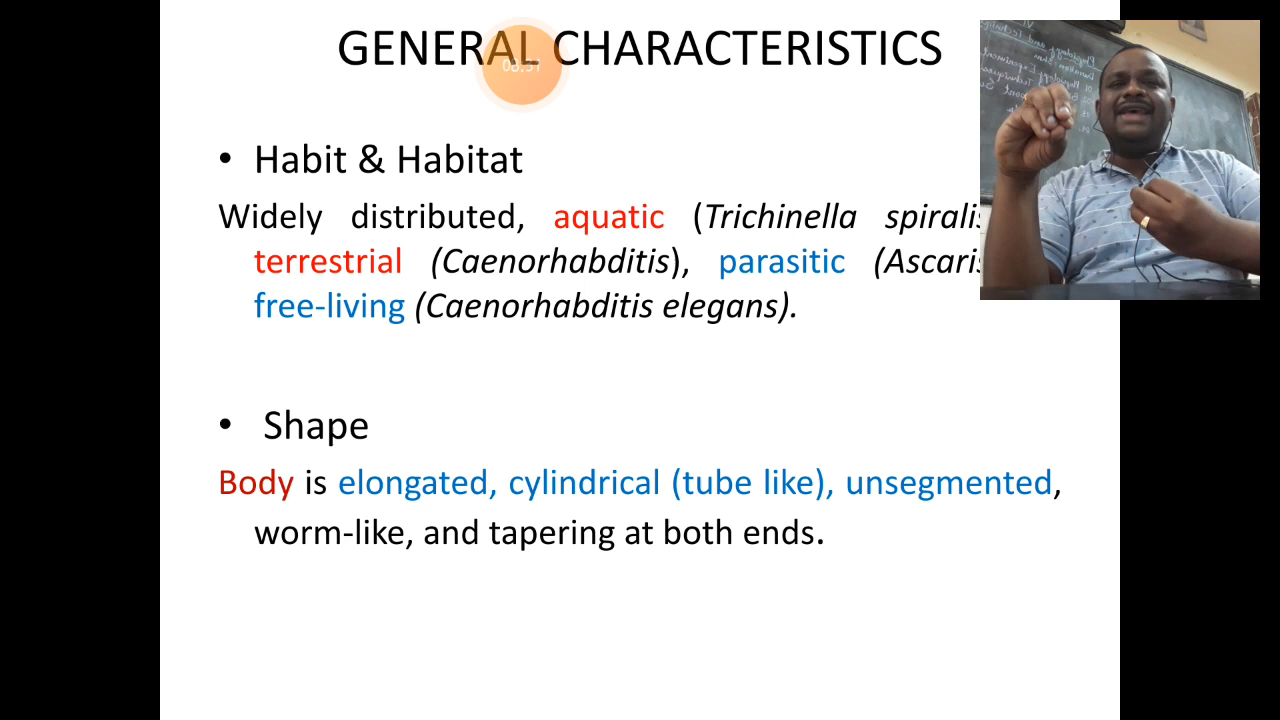 GENERAL CHARACTERISTICS
• Habit & Habitat
Widely distributed, aquatic (Trichinella spiralis
terrestrial (Caenorhabditis), parasitic (Ascaris
free-living (Caenorhabditis elegans).
• Shape
Body is elongated, cylindrical (tube like), unsegmented,
worm-like, and tapering at both ends.